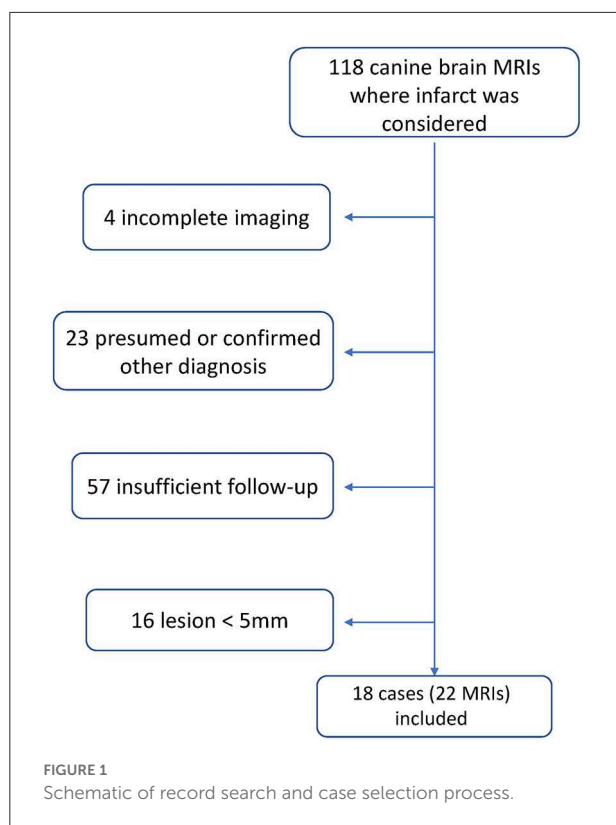 118 canine brain MRIs
where infarct was
considered
4 incomplete imaging
23 presumed or confirmed
other diagnosis
57 insufficient follow-up
16 lesion < 5mm
18 cases (22 MRIs)
included
FIGURE 1
Schematic of record search and case selection process.